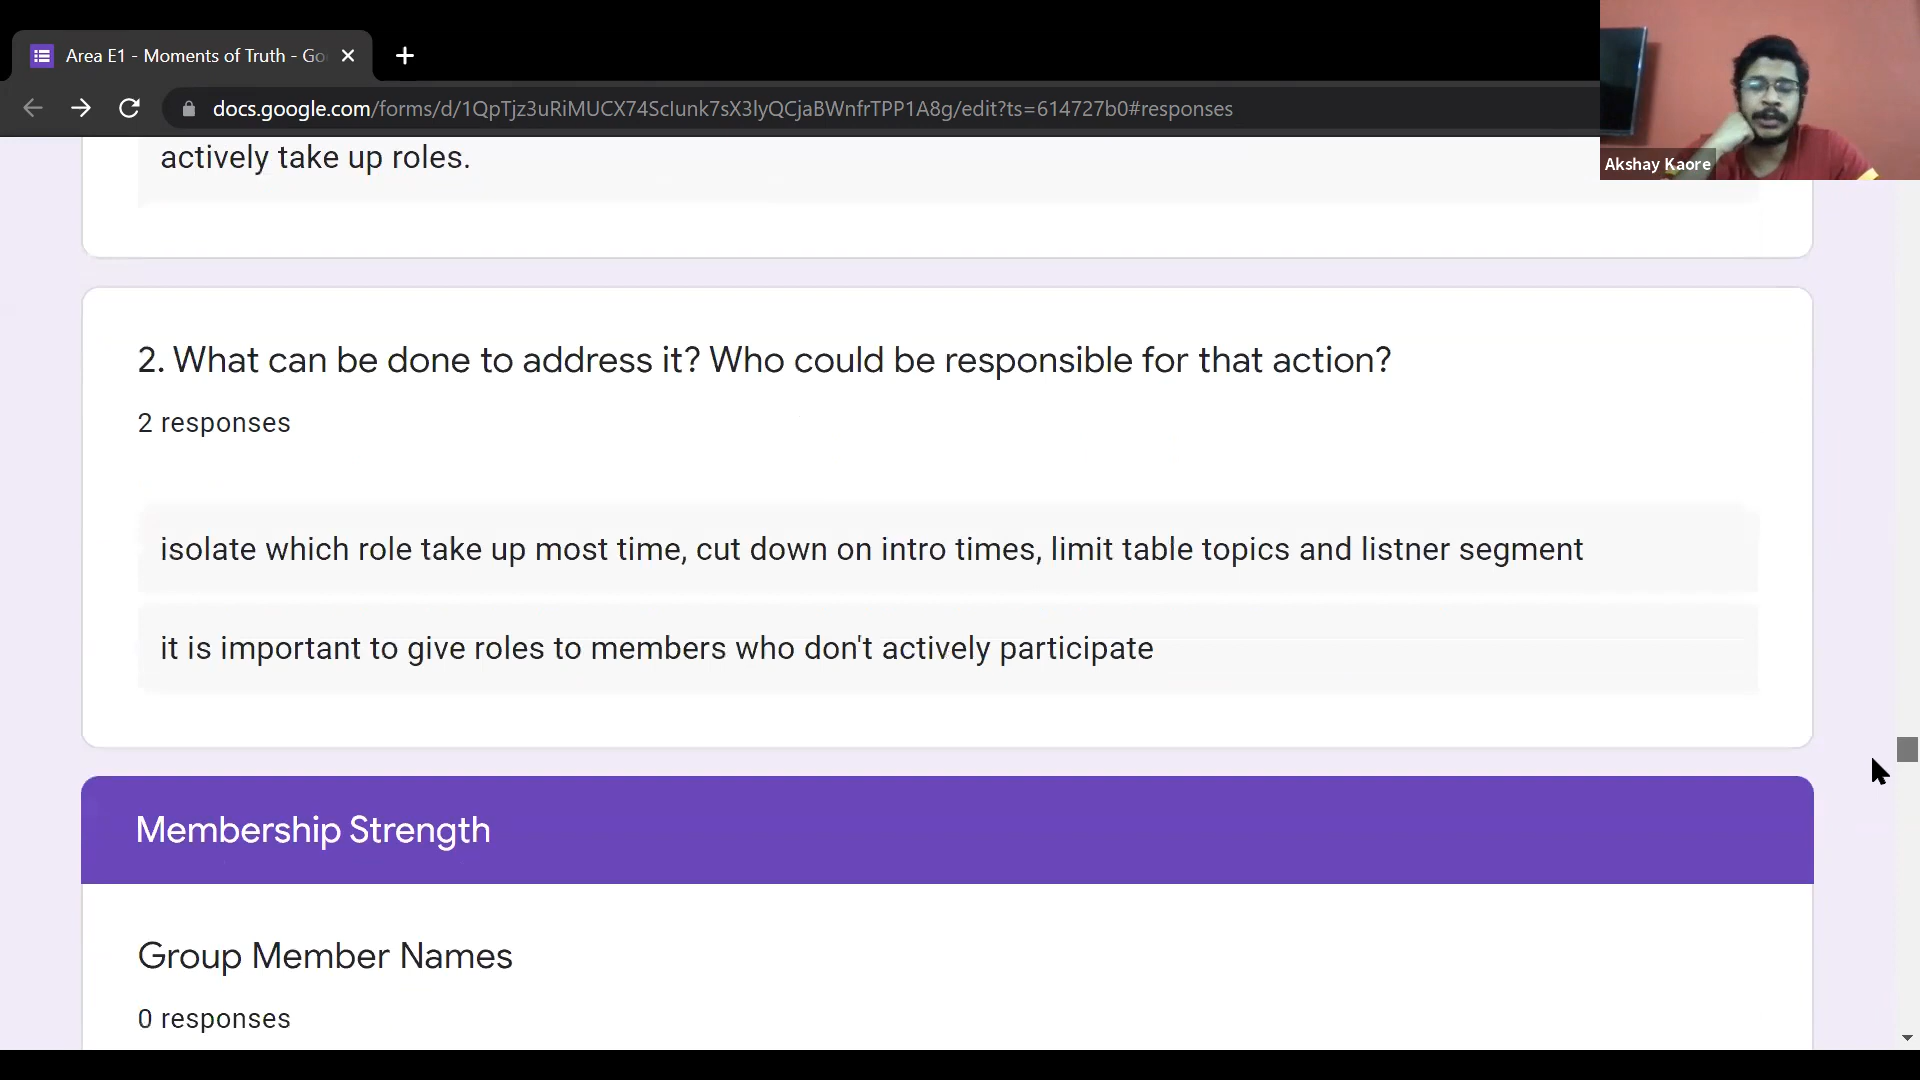 Area E1 - Moments of Truth - Go
docs.google.com/forms/d/1QpTjz3uRiMUCX74ScIunk7sX3lyQCjaBWnfrTPP1A8g/edit?ts=614727b0#responses
Akshay Kaore
actively take up roles.
2. What can be done to address it? Who could be responsible for that action?
2 responses
isolate which role take up most time, cut down on intro times, limit table topics and listner segment
it is important to give roles to members who don't actively participate
Membership Strength
Group Member Names
0 responses